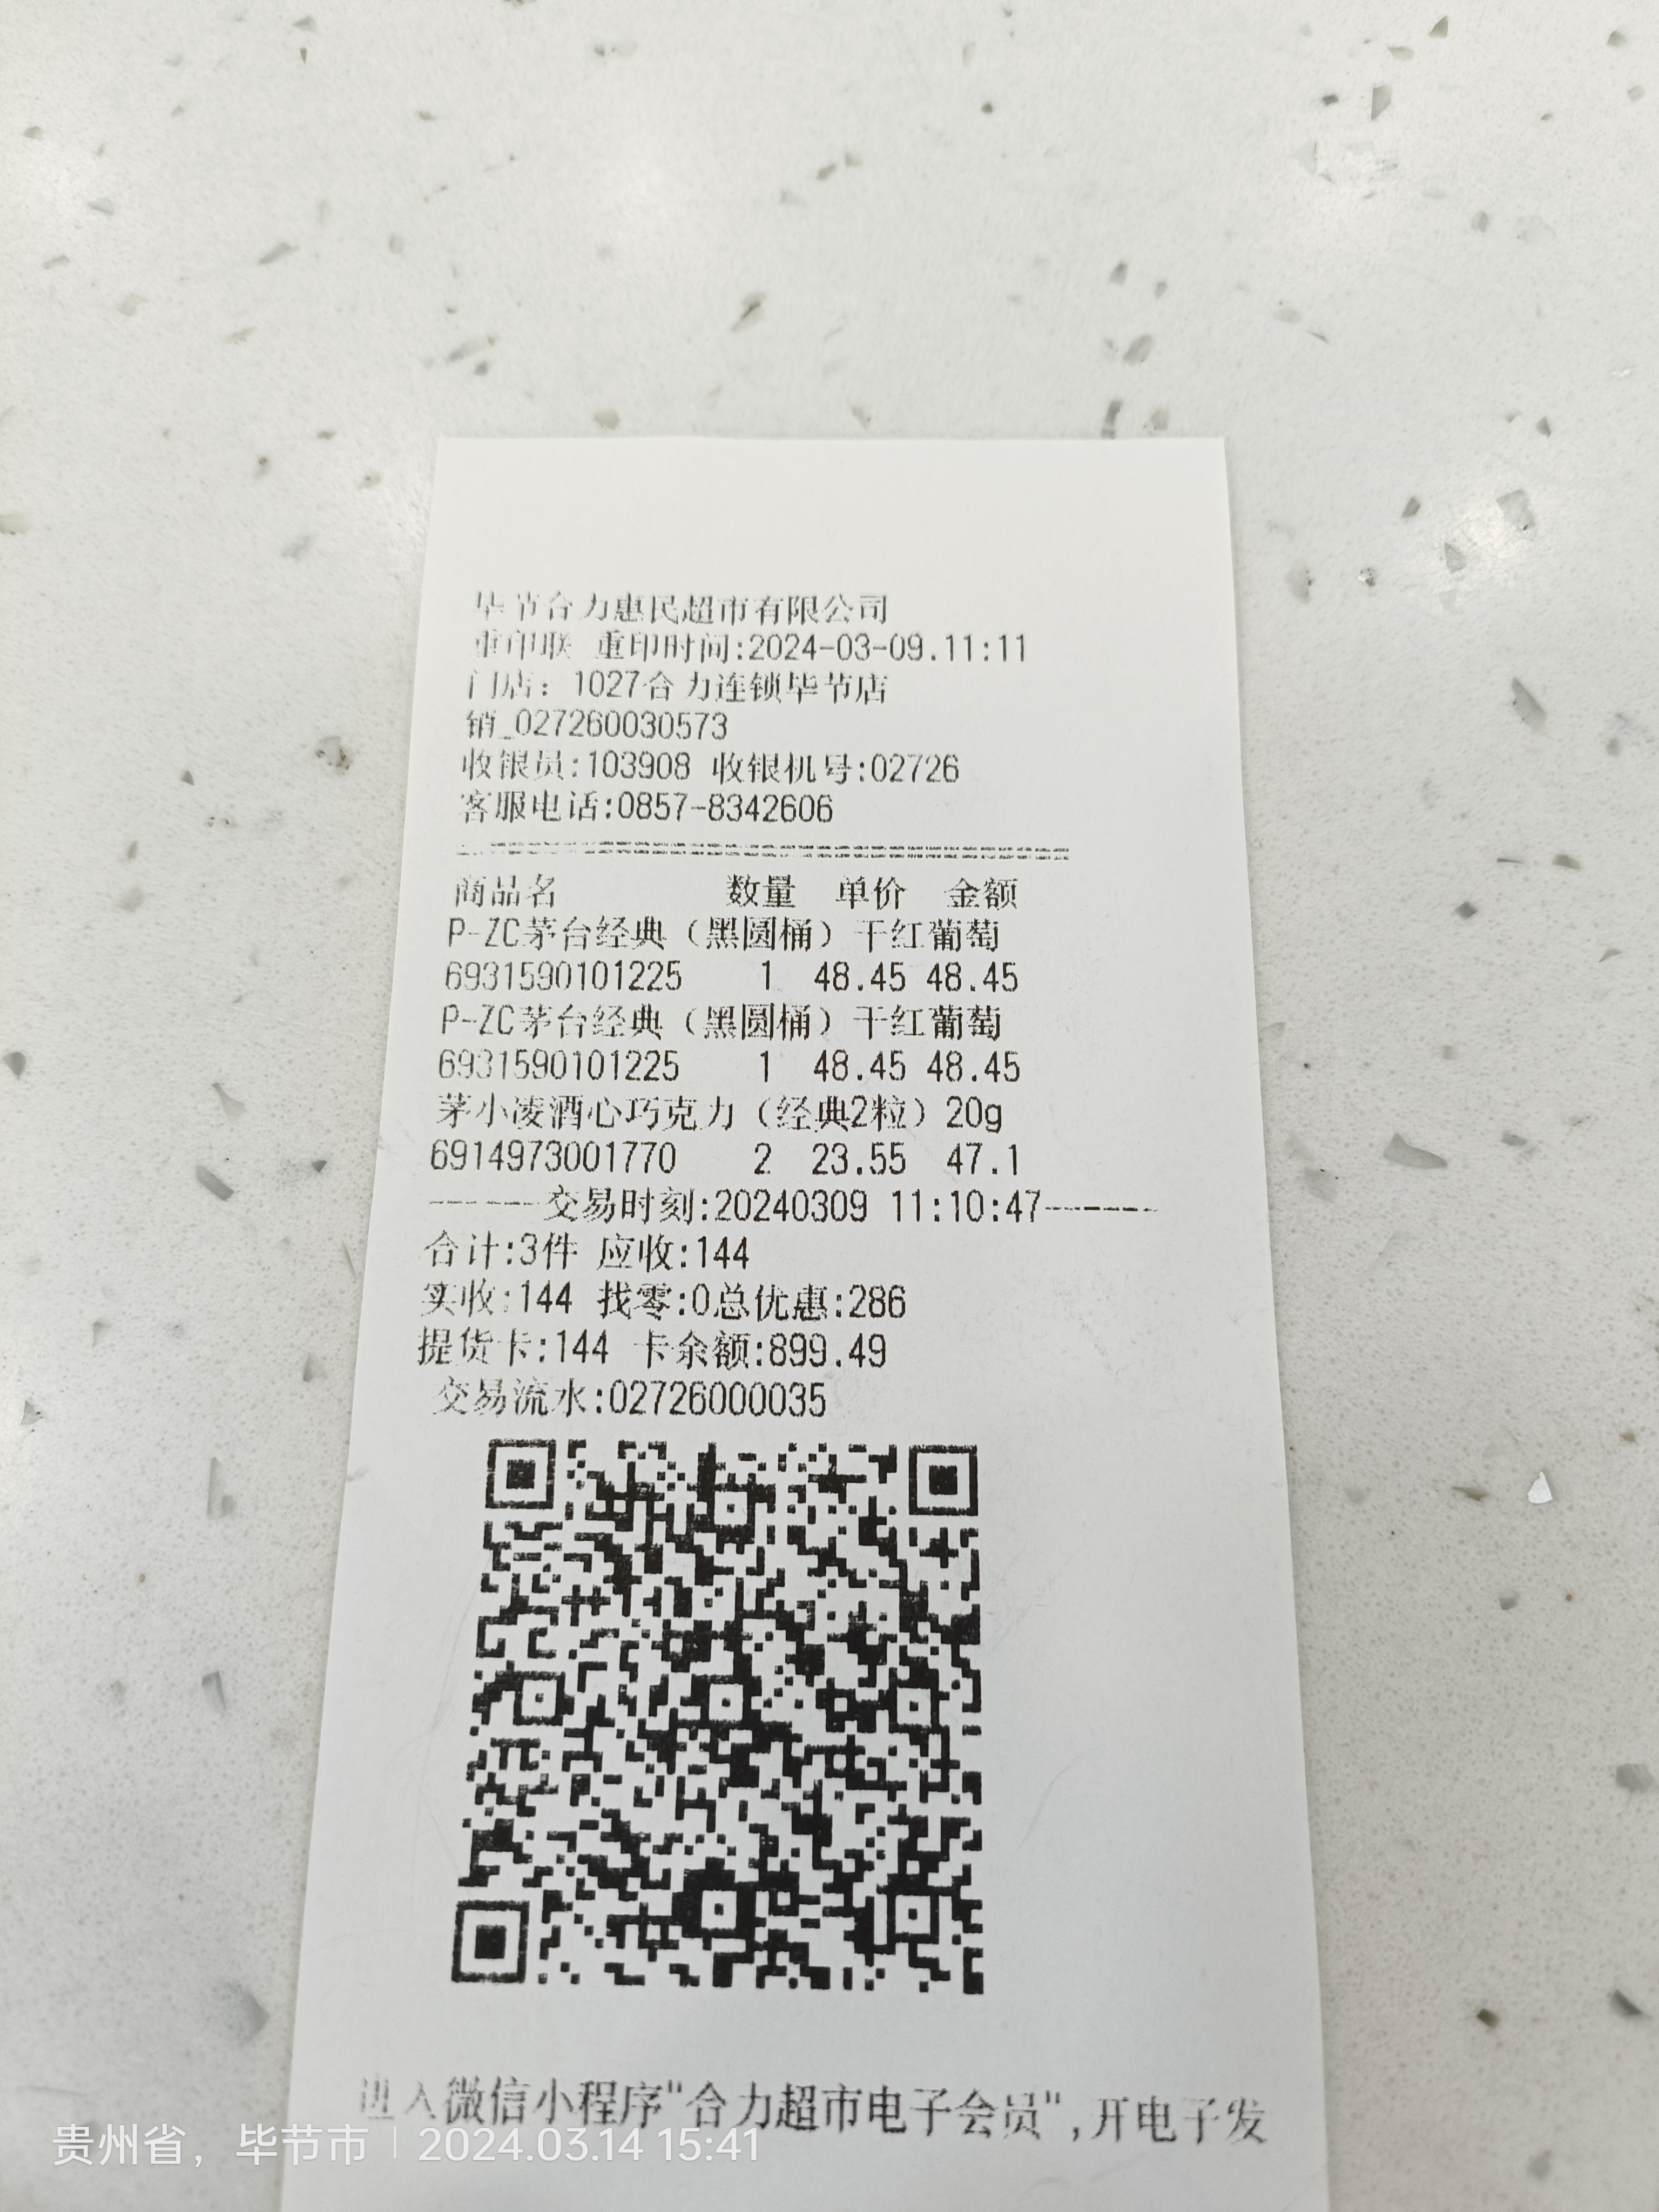 毕节合力惠民超市有限公司
重印联 重印时间:2024-03-09.11:11
门店：1027合力连锁毕节店
销_027260030573
收银员:103908 收银机号:02726
客服电话:0857-8342606
商品名 数量 单价 金额
P-ZC茅台经典（黑圆桶）干红葡萄
6931590101225 1 48.45 48.45
P-ZC茅台经典（黑圆桶）干红葡萄
6931590101225 1 48.45 48.45
茅小凌酒心巧克力（经典2粒）20g
6914973001770 2 23.55 47.1
------交易时刻:20240309 11:10:47------
合计:3件 应收:144
实收:144 找零:0总优惠:286
提货卡:144 卡余额:899.49
交易流水:02726000035
进入微信小程序"合力超市电子会员",开电子发
贵州省，毕节市 | 2024.03.14 15:41